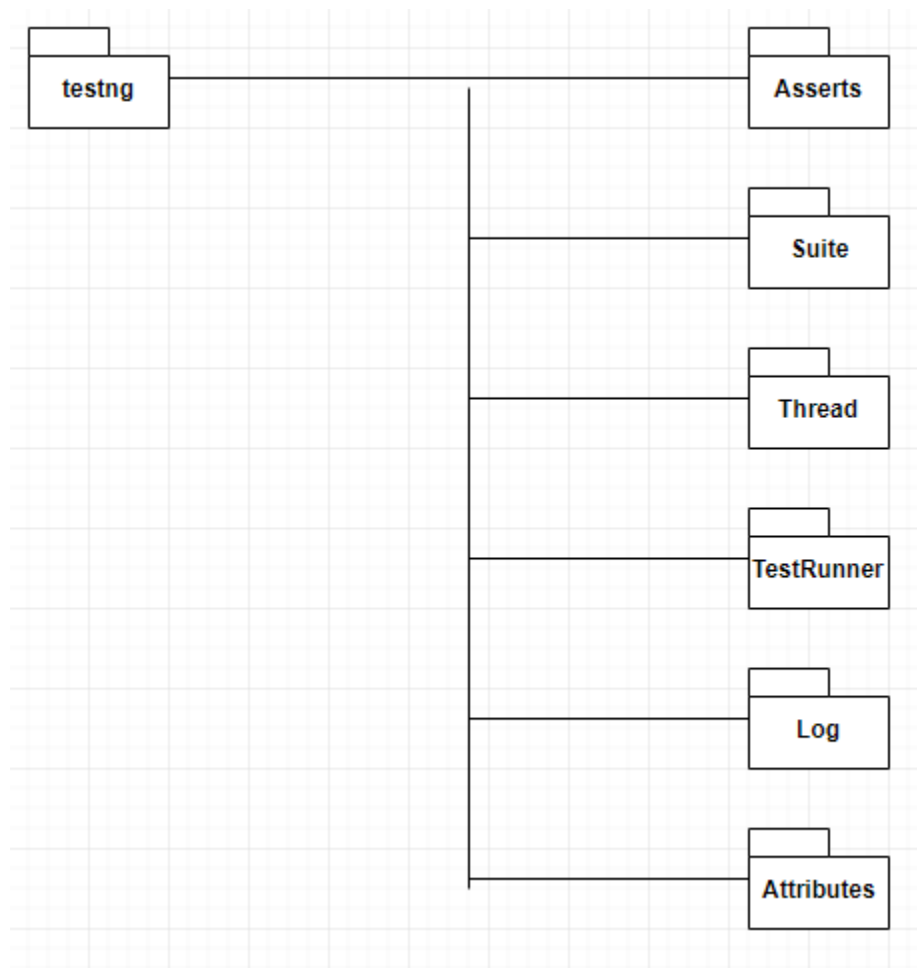 testng
Asserts
Suite
Thread
TestRunner
Log
Attributes